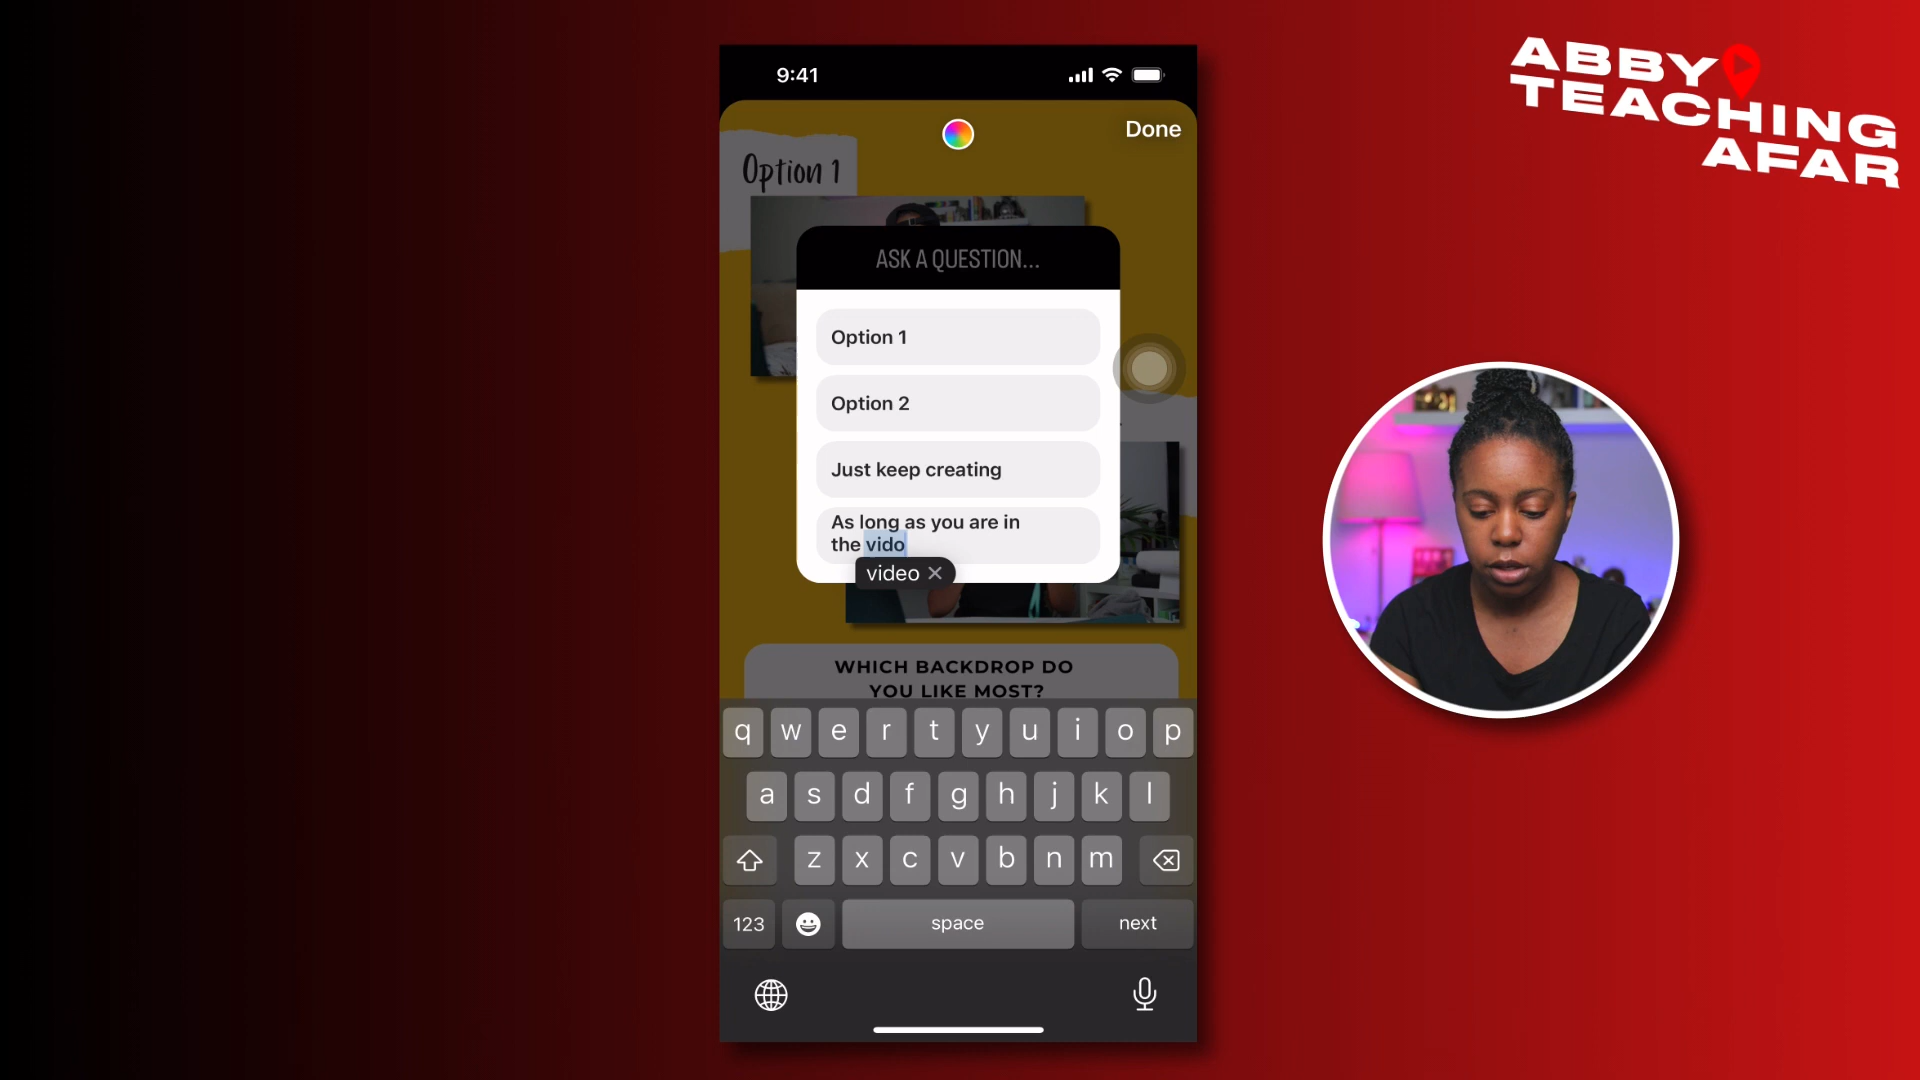 9:41
Done
Option 1
ASK A QUESTION...
Option 1
Option 2
Just keep creating
As long as you are in
the vido
video
WHICH BACKDROP DO
YOU LIKE MOST?
q w e r t y u i o p
a s d f g h j k l
z x c v b n m
123 space next
ABBY
TEACHING
AFAR